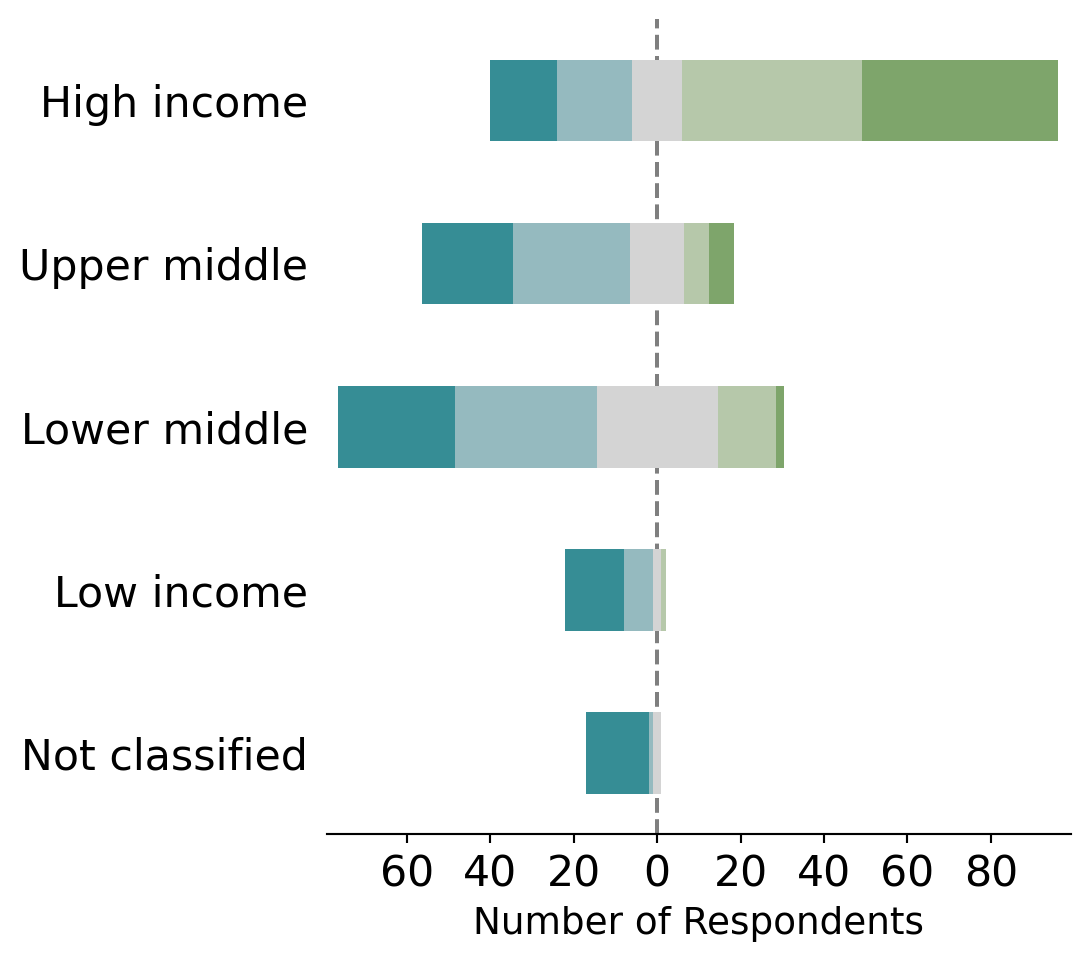 High income
Upper middle
Lower middle
Low income
Not classified
60 40 20 0 20 40 60 80
Number of Respondents